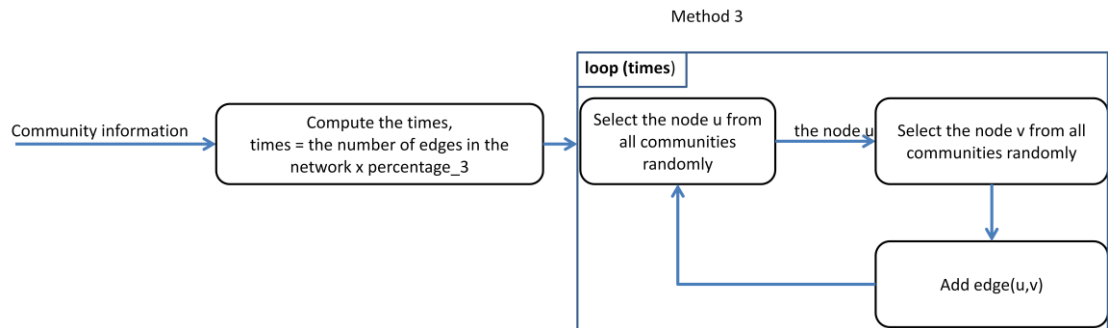 Method 3
loop (times)
Community information
Compute the times,
times = the number of edges in the
network x percentage_3
Select the node u from
all communities
randomly
the node u
Select the node v from all
communities randomly
Add edge(u,v)